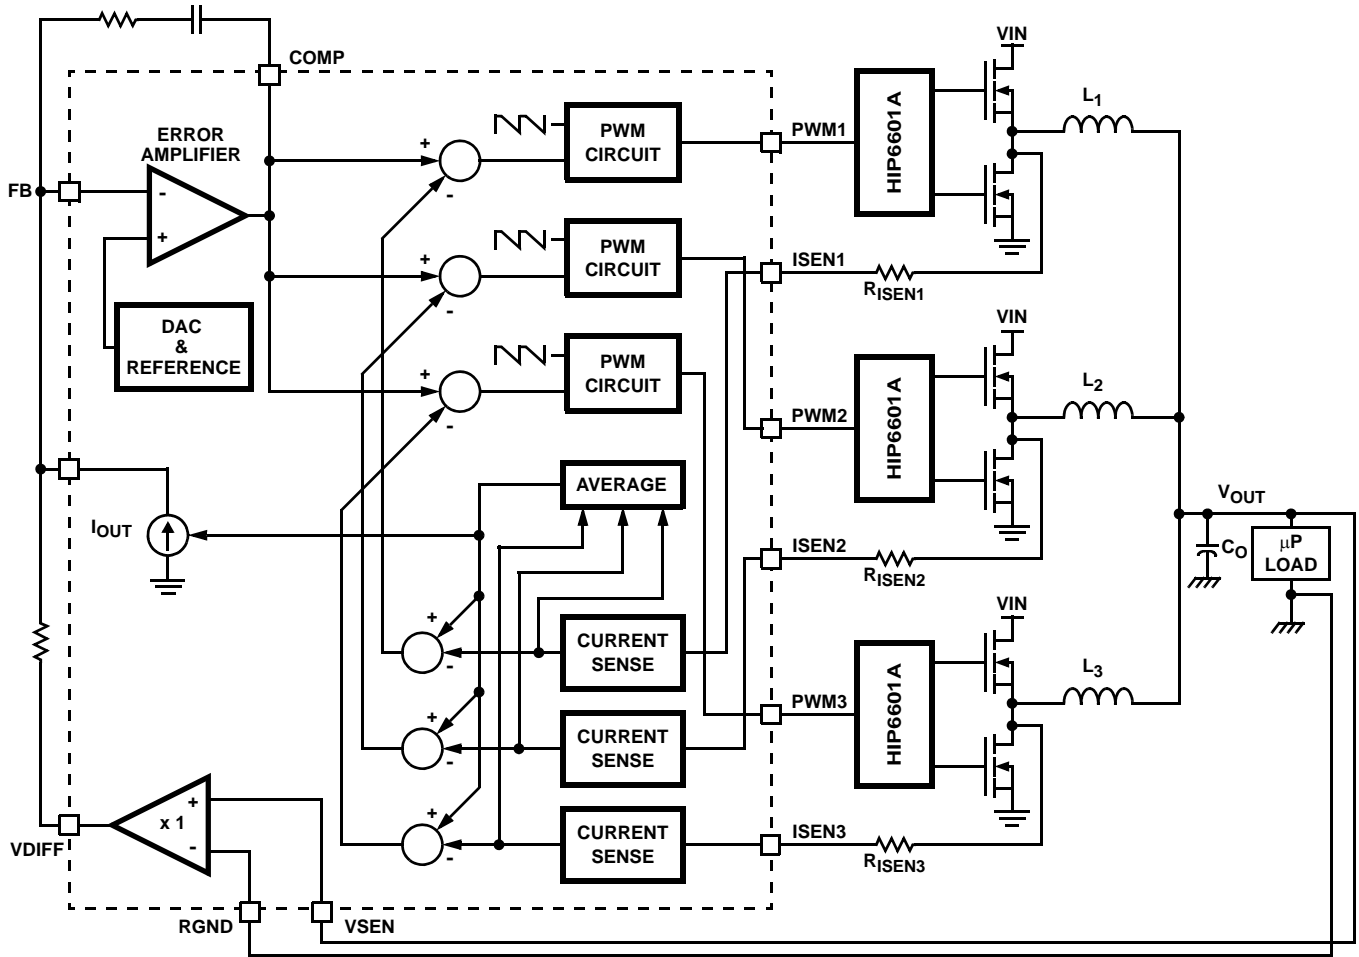 COMP
VIN
L1
ERROR
AMPLIFIER
+
-
PWM
CIRCUIT
PWM1
HIP6601A
FB
-
+
+
-
PWM
CIRCUIT
ISEN1
RISEN1
DAC
&
REFERENCE
+
-
PWM
CIRCUIT
VIN
L2
PWM2
HIP6601A
AVERAGE
IOUT
VOUT
CO
µP
LOAD
ISEN2
RISEN2
+
-
CURRENT
SENSE
VIN
L3
PWM3
HIP6601A
+
-
CURRENT
SENSE
+
x 1
-
+
-
CURRENT
SENSE
ISEN3
RISEN3
VDIFF
RGND
VSEN